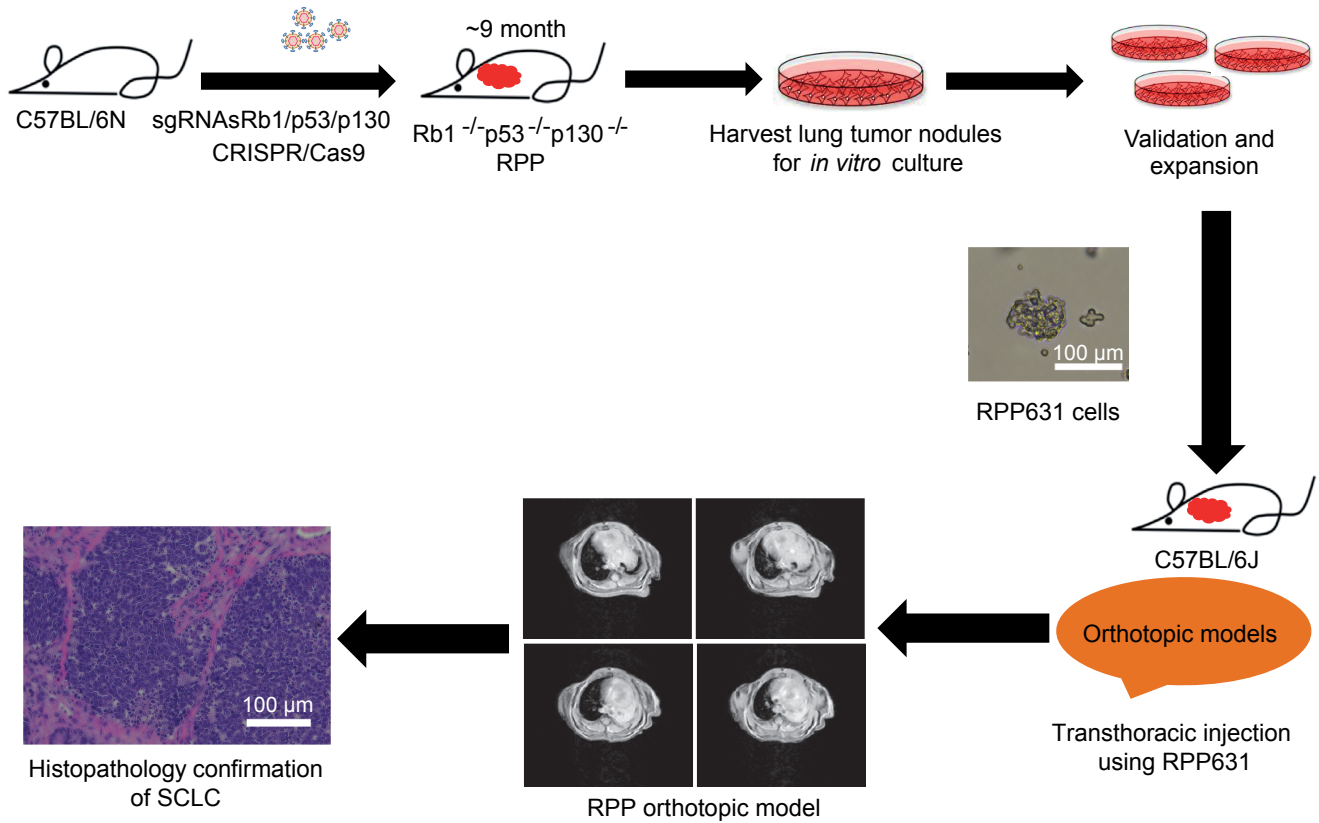 ~9 month
C57BL/6N
sgRNAsRb1/p53/p130
CRISPR/Cas9
Rb1 -/-p53 -/-p130 -/-
RPP
Harvest lung tumor nodules
for in vitro culture
Validation and
expansion
100 µm
RPP631 cells
C57BL/6J
Orthotopic models
Transthoracic injection
using RPP631
RPP orthotopic model
100 µm
Histopathology confirmation
of SCLC